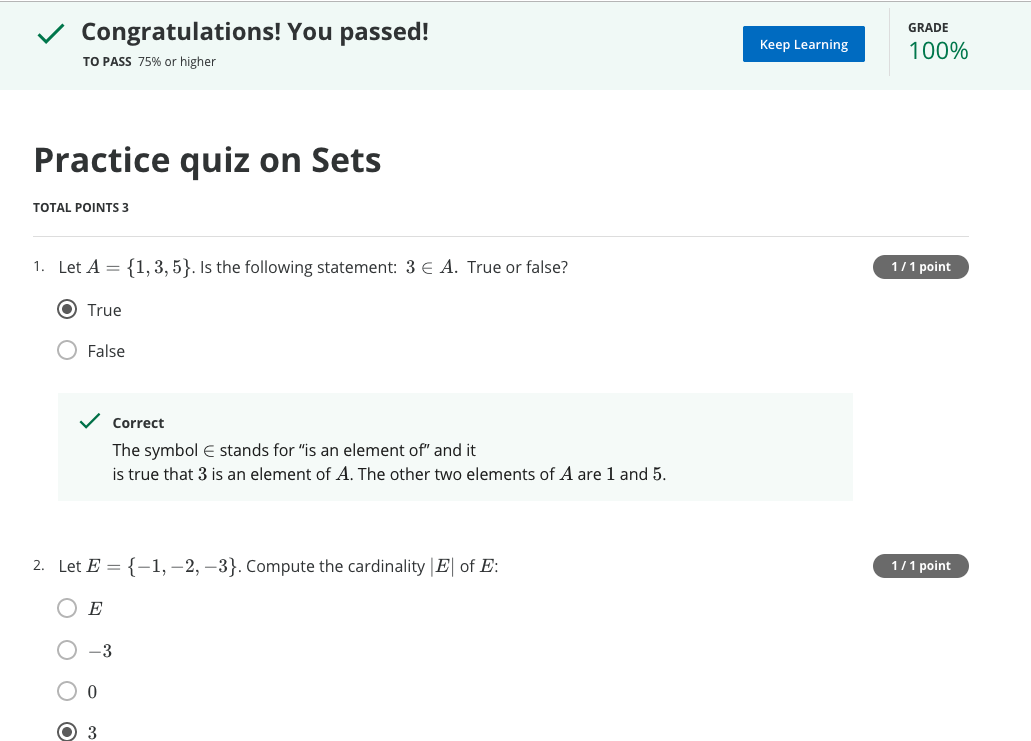 Congratulations! You passed!
TO PASS 75% or higher
Keep Learning
GRADE
100%
Practice quiz on Sets
TOTAL POINTS 3
1. Let A = {1, 3, 5}. Is the following statement: 3 ∈ A. True or false?
1 / 1 point
True
False
Correct
The symbol ∈ stands for “is an element of” and it
is true that 3 is an element of A. The other two elements of A are 1 and 5.
2. Let E = {−1, −2, −3}. Compute the cardinality |E| of E:
1 / 1 point
E
−3
0
3